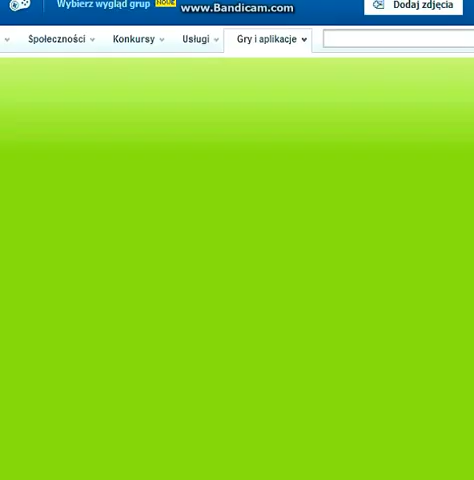 Wybierz wygląd grup NOWE www.Bandicam.com Dodaj zdjęcia
Społeczności Konkursy Usługi Gry i aplikacje